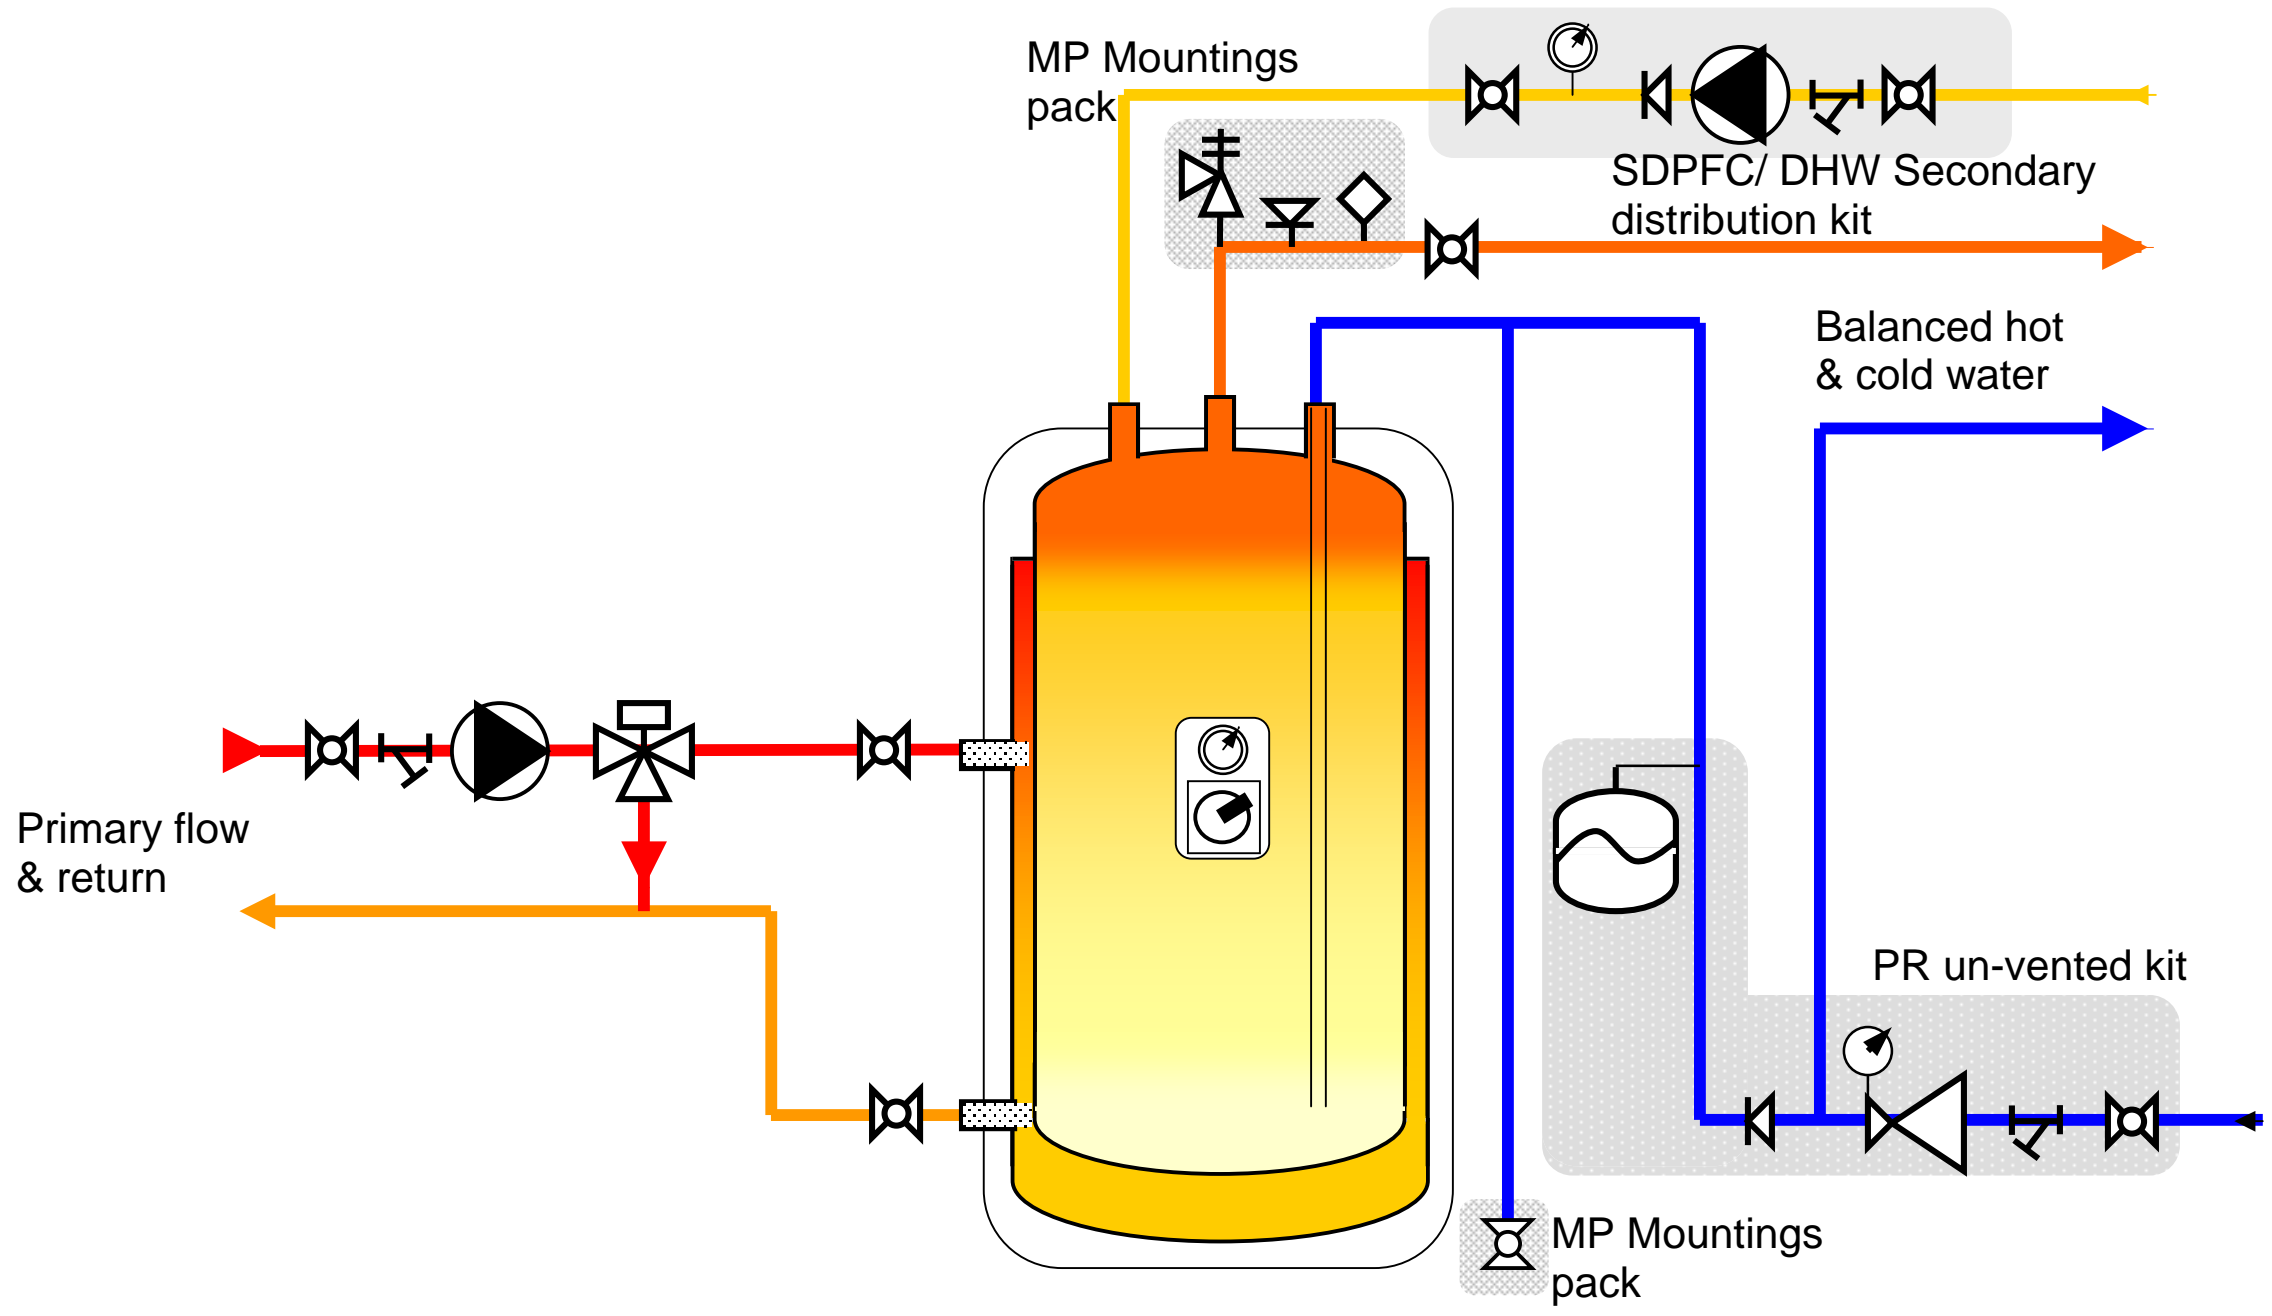 MP Mountings
pack
SDPFC/ DHW Secondary
distribution kit
Balanced hot
& cold water
Primary flow
& return
PR un-vented kit
MP Mountings
pack